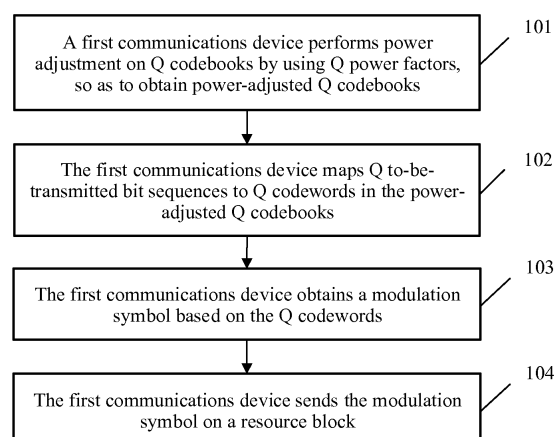 101
A first communications device performs power
adjustment on Q codebooks by using Q power factors,
so as to obtain power-adjusted Q codebooks
102
The first communications device maps Q to-be-
transmitted bit sequences to Q codewords in the power-
adjusted Q codebooks
103
The first communications device obtains a modulation
symbol based on the Q codewords
104
The first communications device sends the modulation
symbol on a resource block